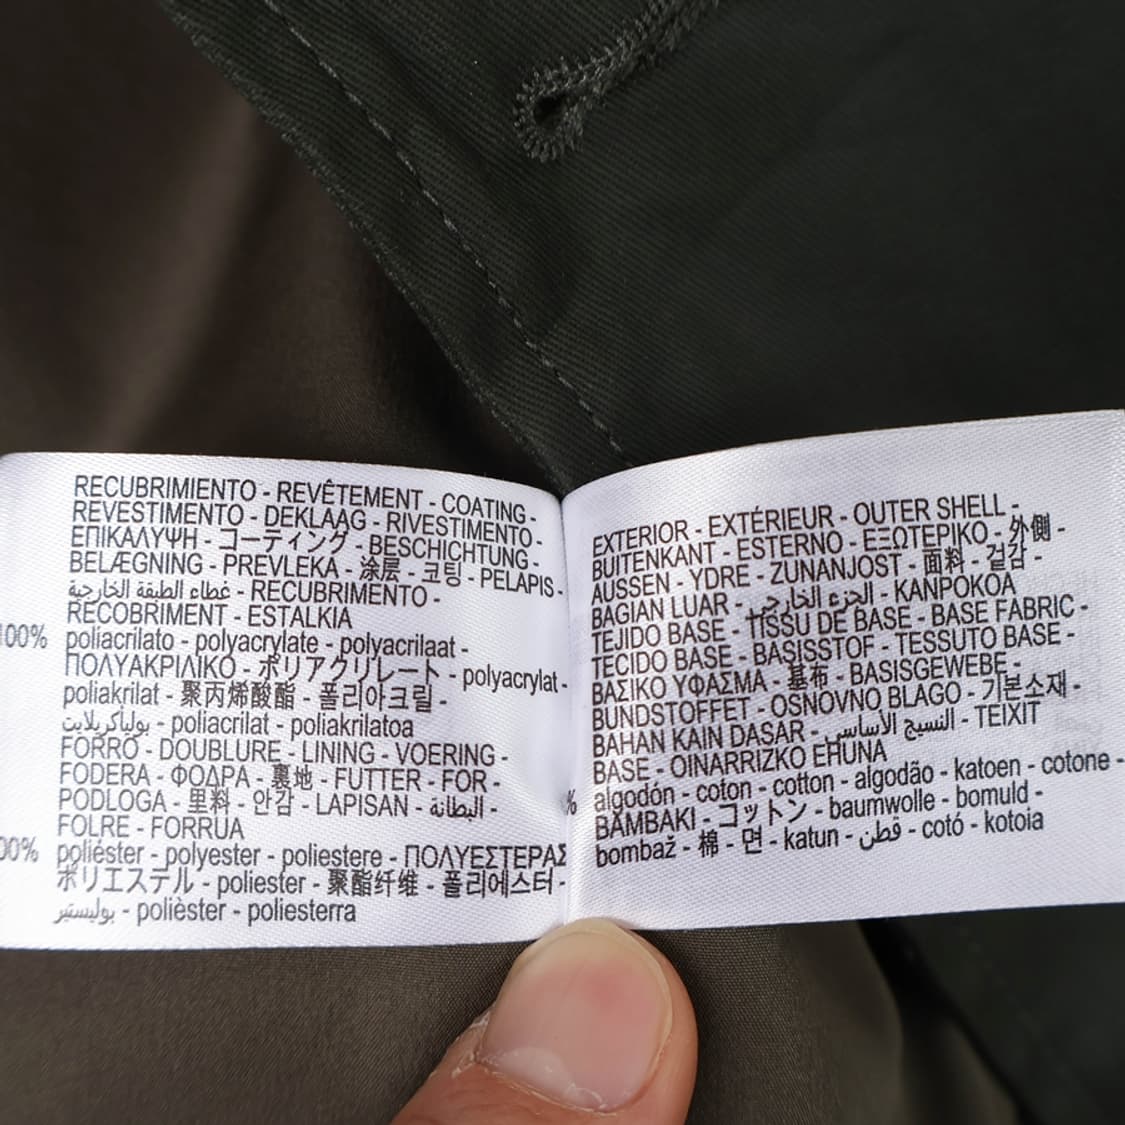 RECUBRIMIENTO - REVÊTEMENT - COATING -
REVESTIMENTO - DEKLAAG - RIVESTIMENTO -
ΕΠΙΚΑΛΥΨΗ - コーティング - BESCHICHTUNG -
BELÆGNING - PREVLEKA - 涂层 - 코팅 - PELAPIS -
غطاء الطبقة الخارجية - RECUBRIMENTO -
RECOBRIMENT - ESTALKIA
100% poliacrilato - polyacrylate - polyacrilaat -
ΠΟΛΥΑΚΡΙΛΙΚΟ - ポリアクリレート - polyacrylat -
poliakrilat - 聚丙烯酸酯 - 폴리아크릴 -
بولياكريلايت - poliacrilat - poliakrilatoa
FORRO - DOUBLURE - LINING - VOERING -
FODERA - ΦΟΔΡΑ - 裏地 - FUTTER - FOR -
PODLOGA - 里料 - 안감 - LAPISAN - البطانة -
FOLRE - FORRUA
00% poliéster - polyester - poliestere - ΠΟΛΥΕΣΤΕΡΑΣ
ポリエステル - poliester - 聚酯纤维 - 폴리에스터 -
بوليستير - polièster - poliesterra
EXTERIOR - EXTÉRIEUR - OUTER SHELL -
BUITENKANT - ESTERNO - ΕΞΩΤΕΡΙΚΟ - 外側 -
AUSSEN - YDRE - ZUNANJOST - 面料 - 겉감 -
BAGIAN LUAR - الجزء الخارجي - KANPOKOA
TEJIDO BASE - TISSU DE BASE - BASE FABRIC -
TECIDO BASE - BASISSTOF - TESSUTO BASE -
ΒΑΣΙΚΟ ΥΦΑΣΜΑ - 基布 - BASISGEWEBE -
BUNDSTOFFET - OSNOVNO BLAGO - 기본소재 -
BAHAN KAIN DASAR - النسيج الأساسي - TEIXIT
BASE - OINARRIZKO EHUNA
% algodón - coton - cotton - algodão - katoen - cotone -
ΒΑΜΒΑΚΙ - コットン - baumwolle - bomuld -
bombaž - 棉 - 면 - katun - قطن - cotó - kotoia